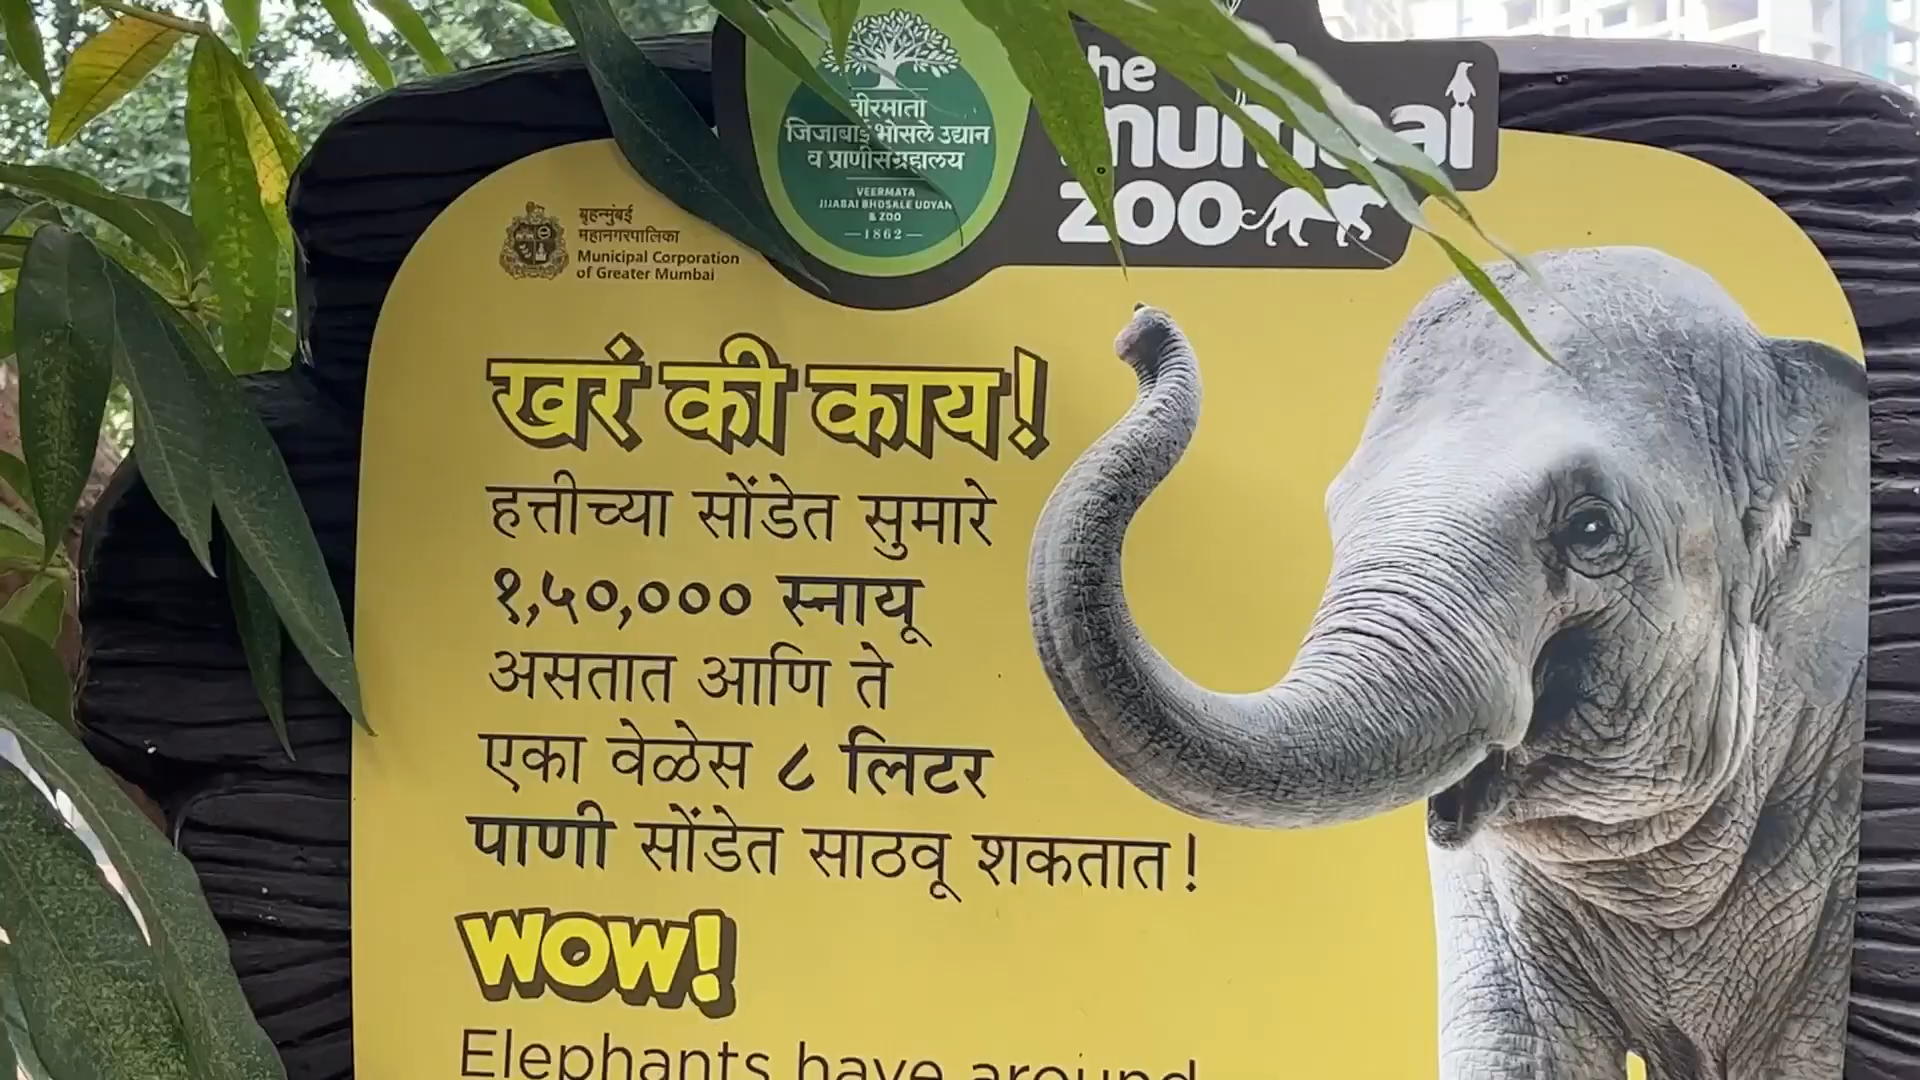 वीरमाता
जिजाबाई भोसले उद्यान
व प्राणीसंग्रहालय
VEERMATA
JIJABAI BHOSALE UDYAN
& ZOO
1862
the
mumbai
zoo
बृहन्मुंबई
महानगरपालिका
Municipal Corporation
of Greater Mumbai
खरं की काय!
हत्तीच्या सोंडेत सुमारे
१,५०,००० स्नायू
असतात आणि ते
एका वेळेस ८ लिटर
पाणी सोंडेत साठवू शकतात!
WOW!
Elephants have around